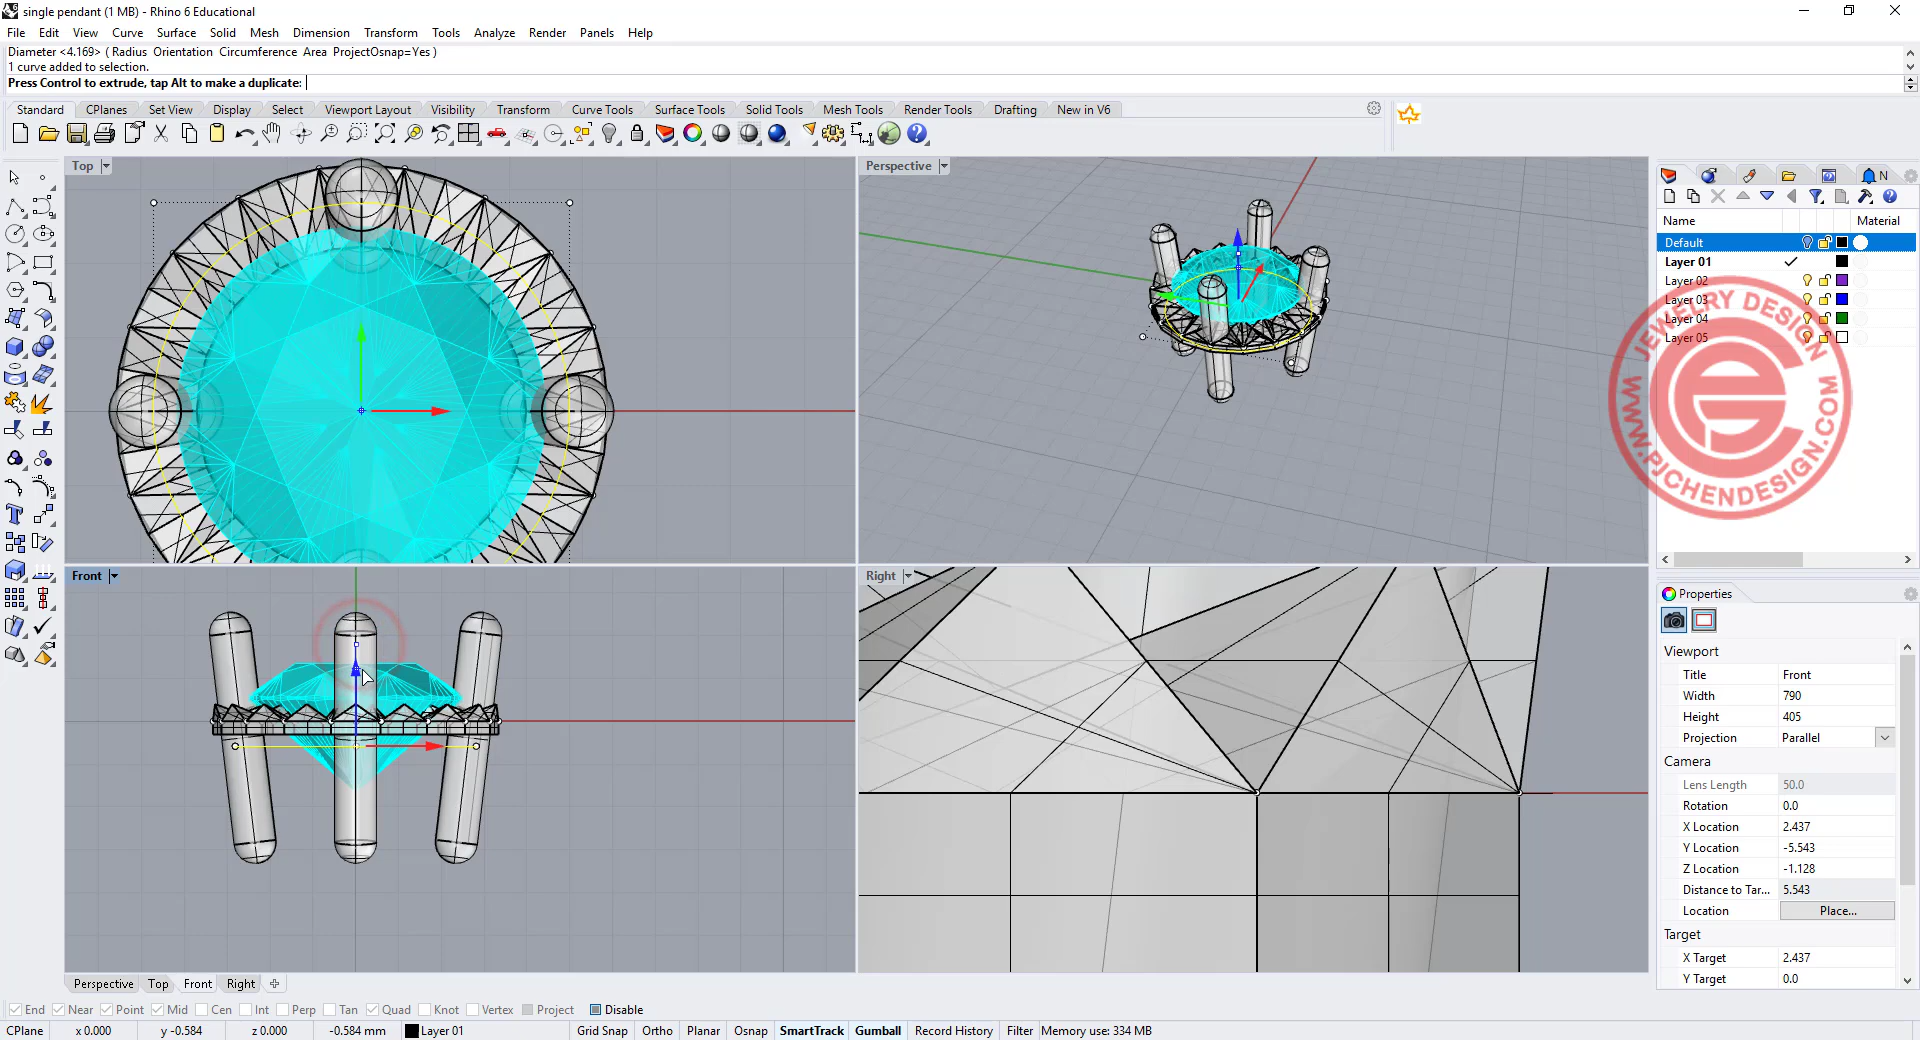 single pendant (1 MB) - Rhino 6 Educational
File Edit View Curve Surface Solid Mesh Dimension Transform Tools Analyze Render Panels Help
Diameter <4.169> ( Radius Orientation Circumference Area ProjectOsnap=Yes )
1 curve added to selection.
Press Control to extrude, tap Alt to make a duplicate:
Standard CPlanes Set View Display Select Viewport Layout Visibility Transform Curve Tools Surface Tools Solid Tools Mesh Tools Render Tools Drafting New in V6
Top
Perspective
N
Name Material
Default
Layer 01
Layer 02
Layer 03
Layer 04
Layer 05
JEWELRY DESIGN
WWW.PJCHENDESIGN.COM
Front
Right
Properties
Viewport
Title Front
Width 790
Height 405
Projection Parallel
Camera
Lens Length 50.0
Rotation 0.0
X Location 2.437
Y Location -5.543
Z Location -1.128
Distance to Tar... 5.543
Location Place...
Target
X Target 2.437
Y Target 0.0
Perspective Top Front Right
End Near Point Mid Cen Int Perp Tan Quad Knot Vertex Project Disable
CPlane x 0.000 y -0.584 z 0.000 -0.584 mm Layer 01 Grid Snap Ortho Planar Osnap SmartTrack Gumball Record History Filter Memory use: 334 MB